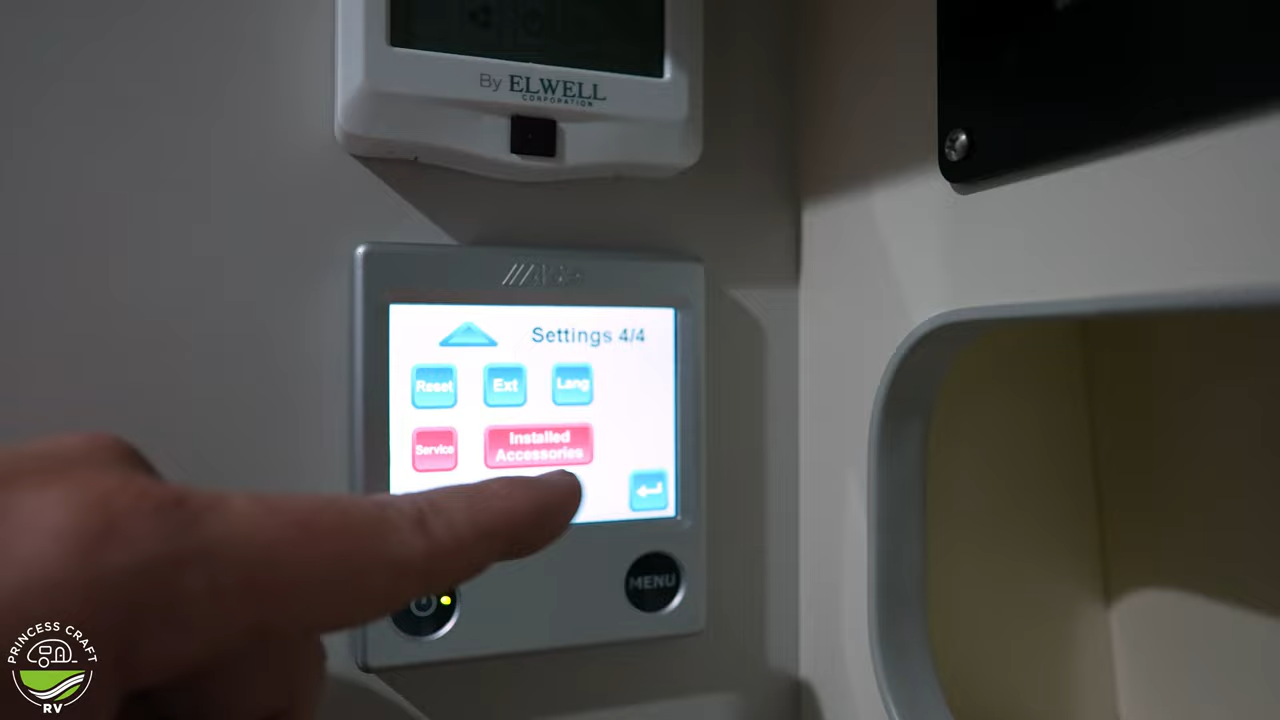 By ELWELL
CORPORATION
Settings 4/4
Reset
Ext
Lang
Service
Installed
Accessories
MENU
PRINCESS CRAFT
RV